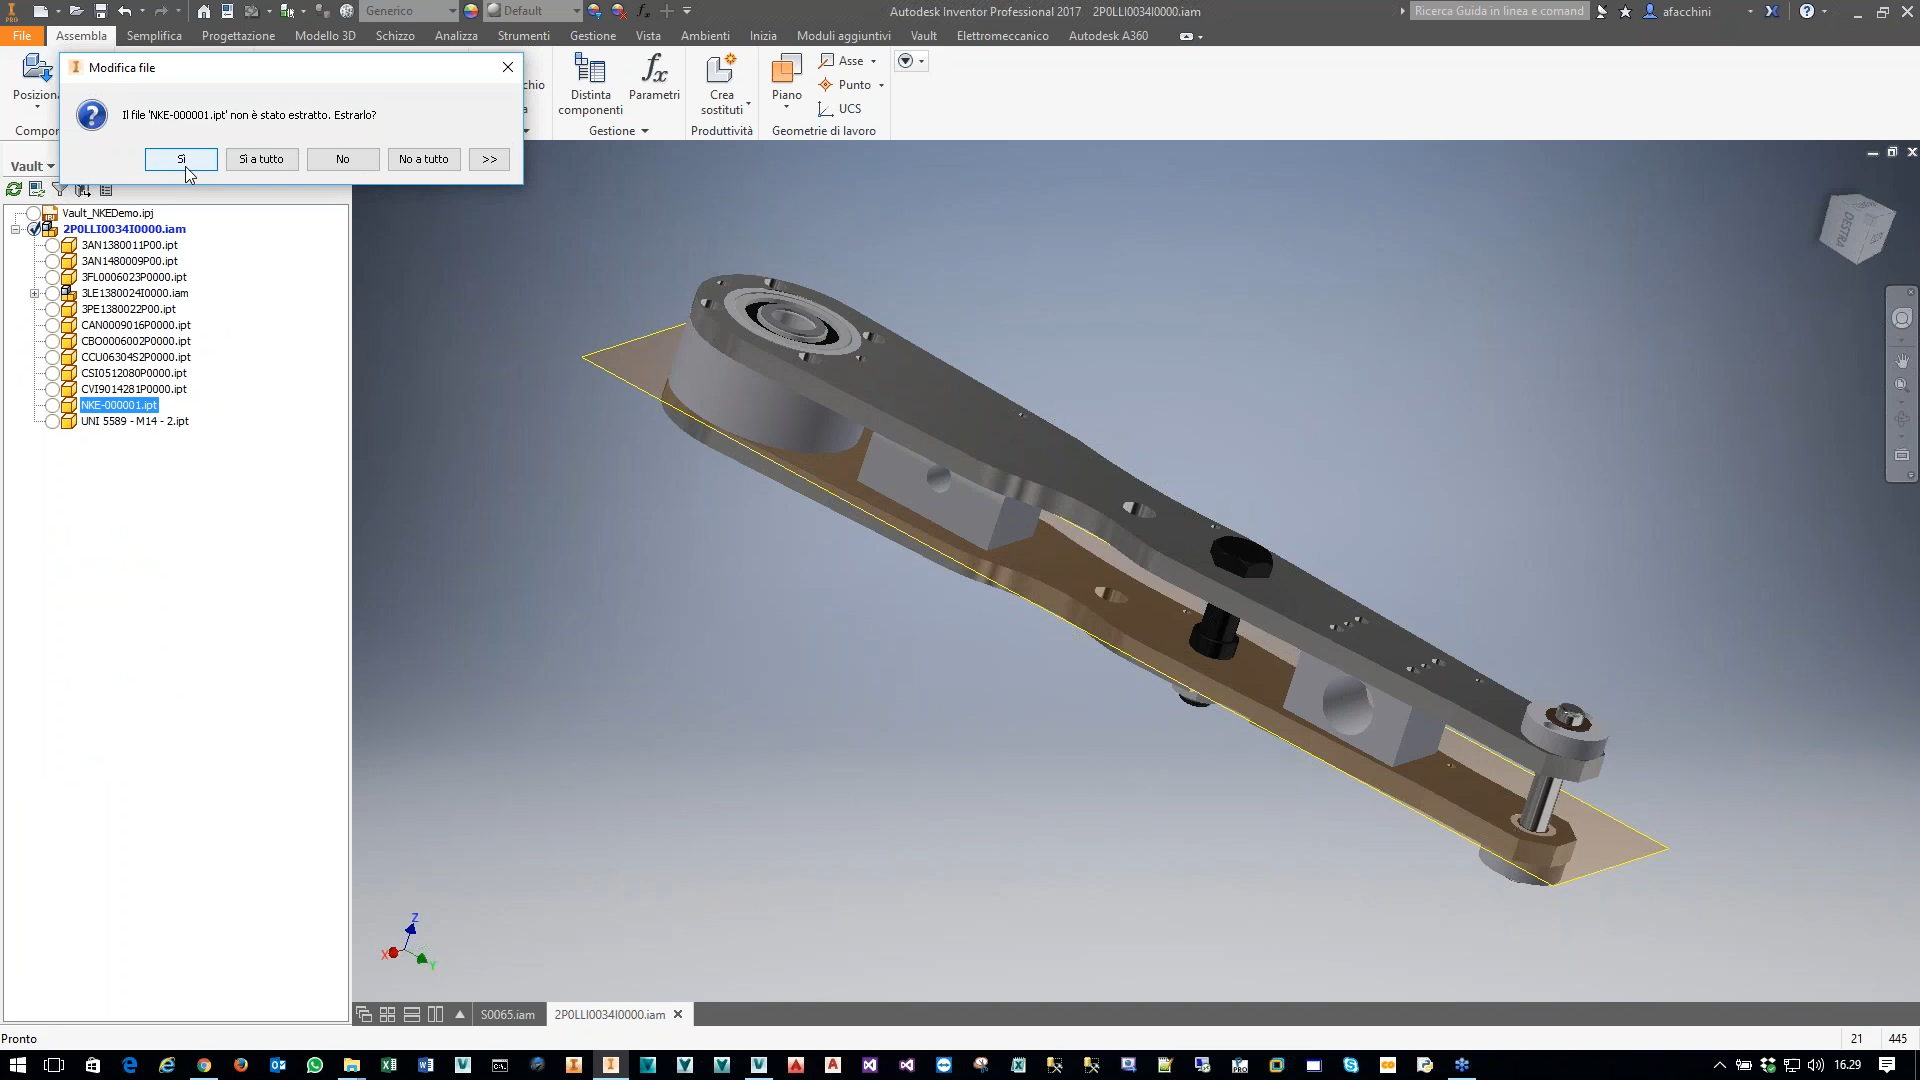 Generico
Default
Autodesk Inventor Professional 2017 2P0LLI0034I0000.iam
Ricerca Guida in linea e comand
afacchini
File
Assembla
Semplifica
Progettazione
Modello 3D
Schizzo
Analizza
Strumenti
Gestione
Vista
Ambienti
Inizia
Moduli aggiuntivi
Vault
Elettromeccanico
Autodesk A360
Modifica file
Il file 'NKE-000001.ipt' non è stato estratto. Estrarlo?
Sì
Sì a tutto
No
No a tutto
>>
Posiziona
Distinta
componenti
Parametri
Crea
sostituti
Piano
Asse
Punto
UCS
Gestione
Produttività
Geometrie di lavoro
Vault
Vault_NKEDemo.ipj
2P0LLI0034I0000.iam
3AN1380011P00.ipt
3AN1480009P00.ipt
3FL0006023P0000.ipt
3LE1380024I0000.iam
3PE1380022P00.ipt
CAN0009016P0000.ipt
CBO0006002P0000.ipt
CCU06304S2P0000.ipt
CSI0512080P0000.ipt
CVI9014281P0000.ipt
NKE-000001.ipt
UNI 5589 - M14 - 2.ipt
DESTRA
Z
X
Y
S0065.iam
2P0LLI0034I0000.iam
Pronto
21
445
16.29